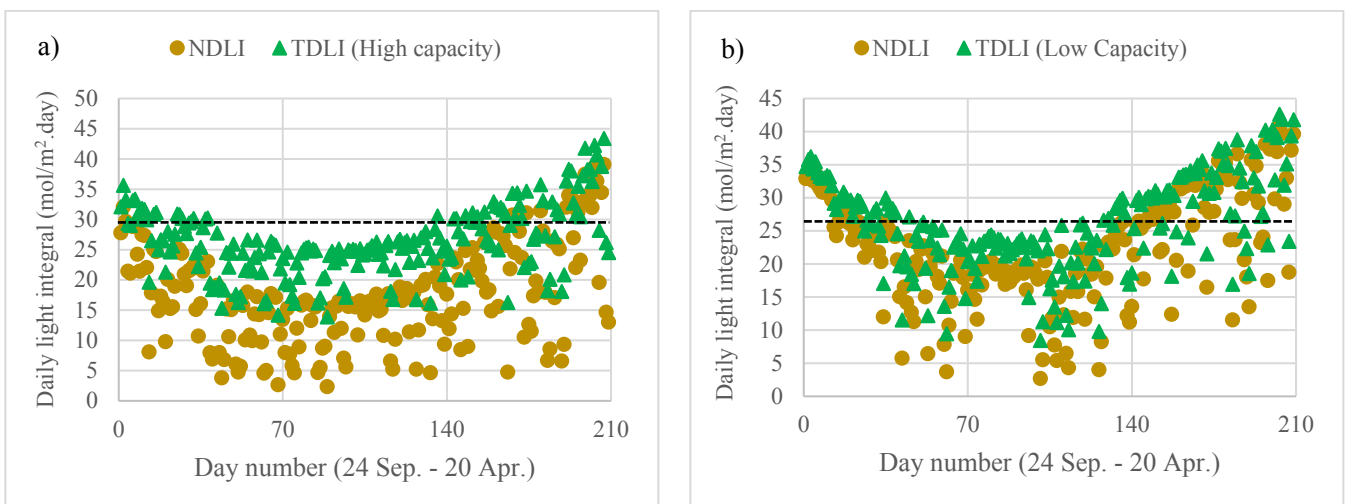 a)
NDLI TDLI (High capacity)
Daily light integral (mol/m².day)
50
45
40
35
30
25
20
15
10
5
0
0 70 140 210
Day number (24 Sep. - 20 Apr.)
b)
NDLI TDLI (Low Capacity)
Daily light integral (mol/m².day)
45
40
35
30
25
20
15
10
5
0
0 70 140 210
Day number (24 Sep. - 20 Apr.)